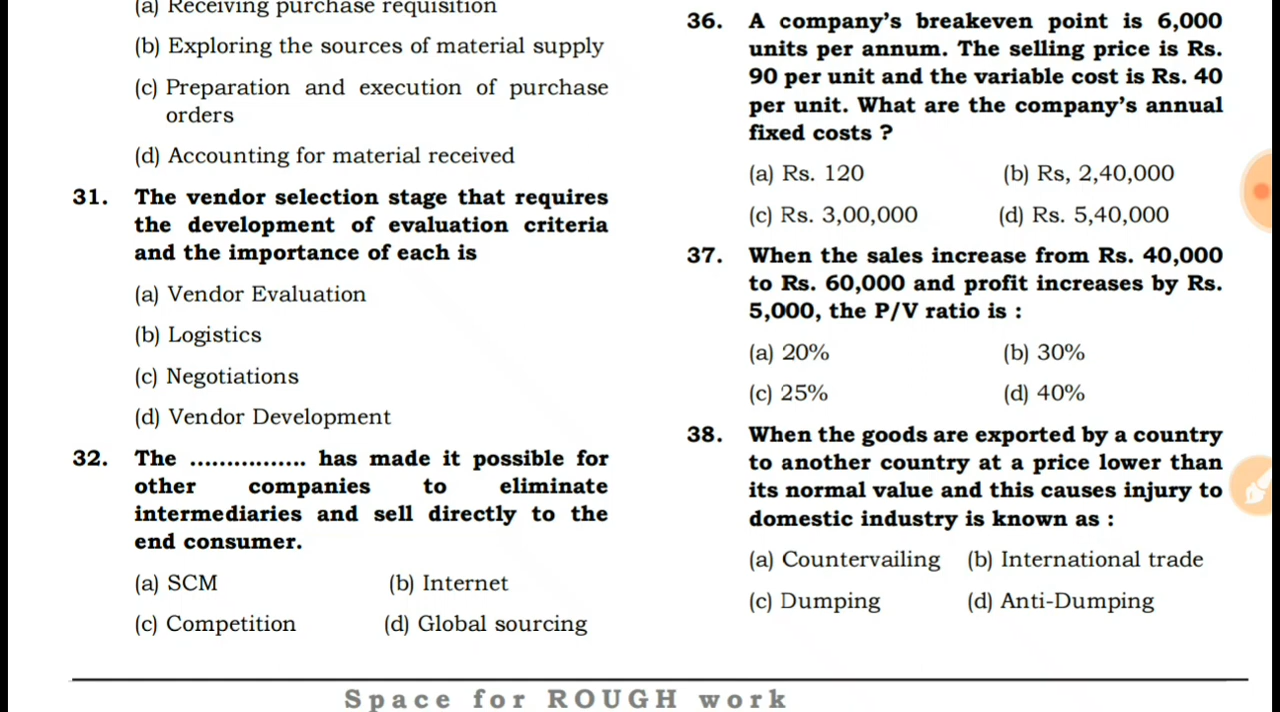 (a) Receiving purchase requisition
(b) Exploring the sources of material supply
(c) Preparation and execution of purchase
orders
(d) Accounting for material received
31. The vendor selection stage that requires
the development of evaluation criteria
and the importance of each is
(a) Vendor Evaluation
(b) Logistics
(c) Negotiations
(d) Vendor Development
32. The ................ has made it possible for
other companies to eliminate
intermediaries and sell directly to the
end consumer.
(a) SCM (b) Internet
(c) Competition (d) Global sourcing
36. A company's breakeven point is 6,000
units per annum. The selling price is Rs.
90 per unit and the variable cost is Rs. 40
per unit. What are the company's annual
fixed costs ?
(a) Rs. 120 (b) Rs, 2,40,000
(c) Rs. 3,00,000 (d) Rs. 5,40,000
37. When the sales increase from Rs. 40,000
to Rs. 60,000 and profit increases by Rs.
5,000, the P/V ratio is :
(a) 20% (b) 30%
(c) 25% (d) 40%
38. When the goods are exported by a country
to another country at a price lower than
its normal value and this causes injury to
domestic industry is known as :
(a) Countervailing (b) International trade
(c) Dumping (d) Anti-Dumping
Space for ROUGH work